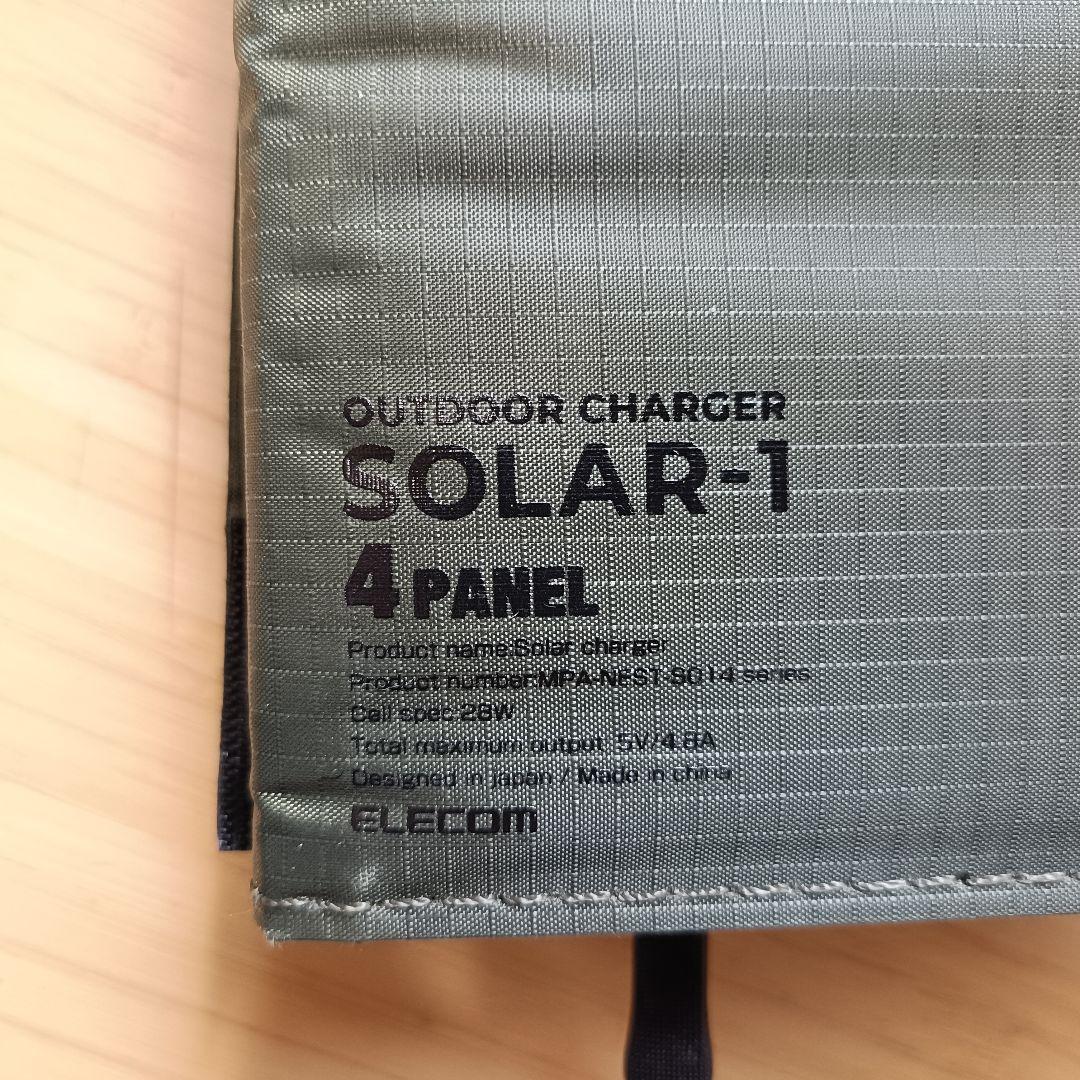 OUTDOOR CHARGER
SOLAR-1
4 PANEL
Product name:Solar charger
Product number:MPA-NEST-S014 series
Cell spec:28W
Total maximum output: 5V/4.8A
Designed in japan / Made in china
ELECOM